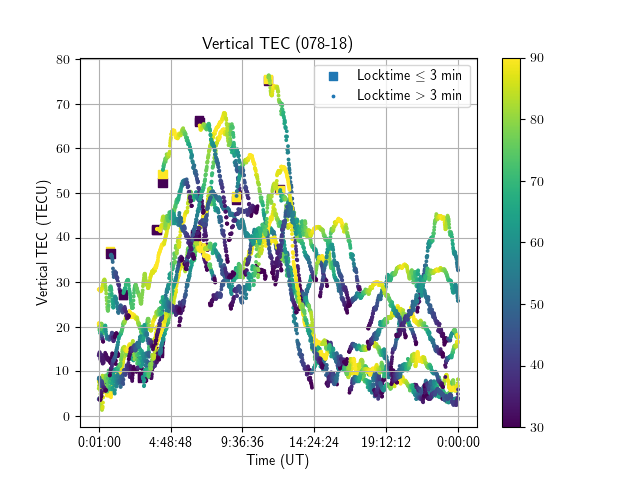 Vertical TEC (078-18)
Locktime ≤ 3 min
Locktime > 3 min
Vertical TEC (TECU)
80
70
60
50
40
30
20
10
0
0:01:00 4:48:48 9:36:36 14:24:24 19:12:12 0:00:00
Time (UT)
90
80
70
60
50
40
30